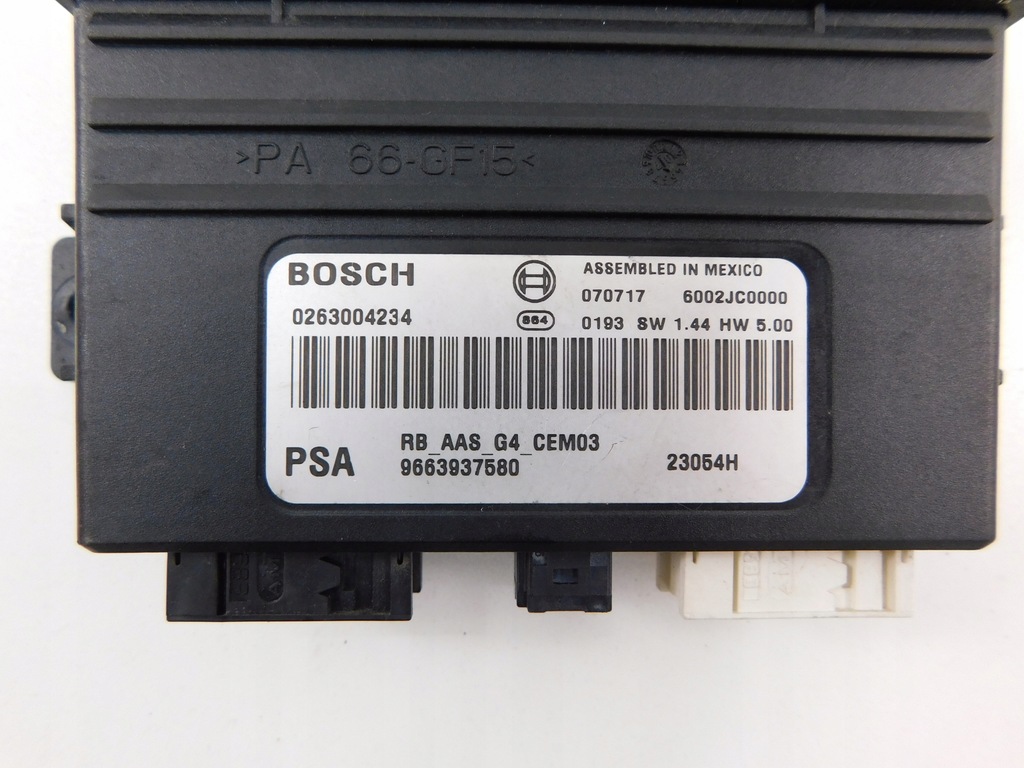 >PA 66-GF15<
BOSCH
ASSEMBLED IN MEXICO
070717 6002JC0000
0263004234
884
0193 SW 1.44 HW 5.00
RB_AAS_G4_CEM03
PSA
9663937580
23054H